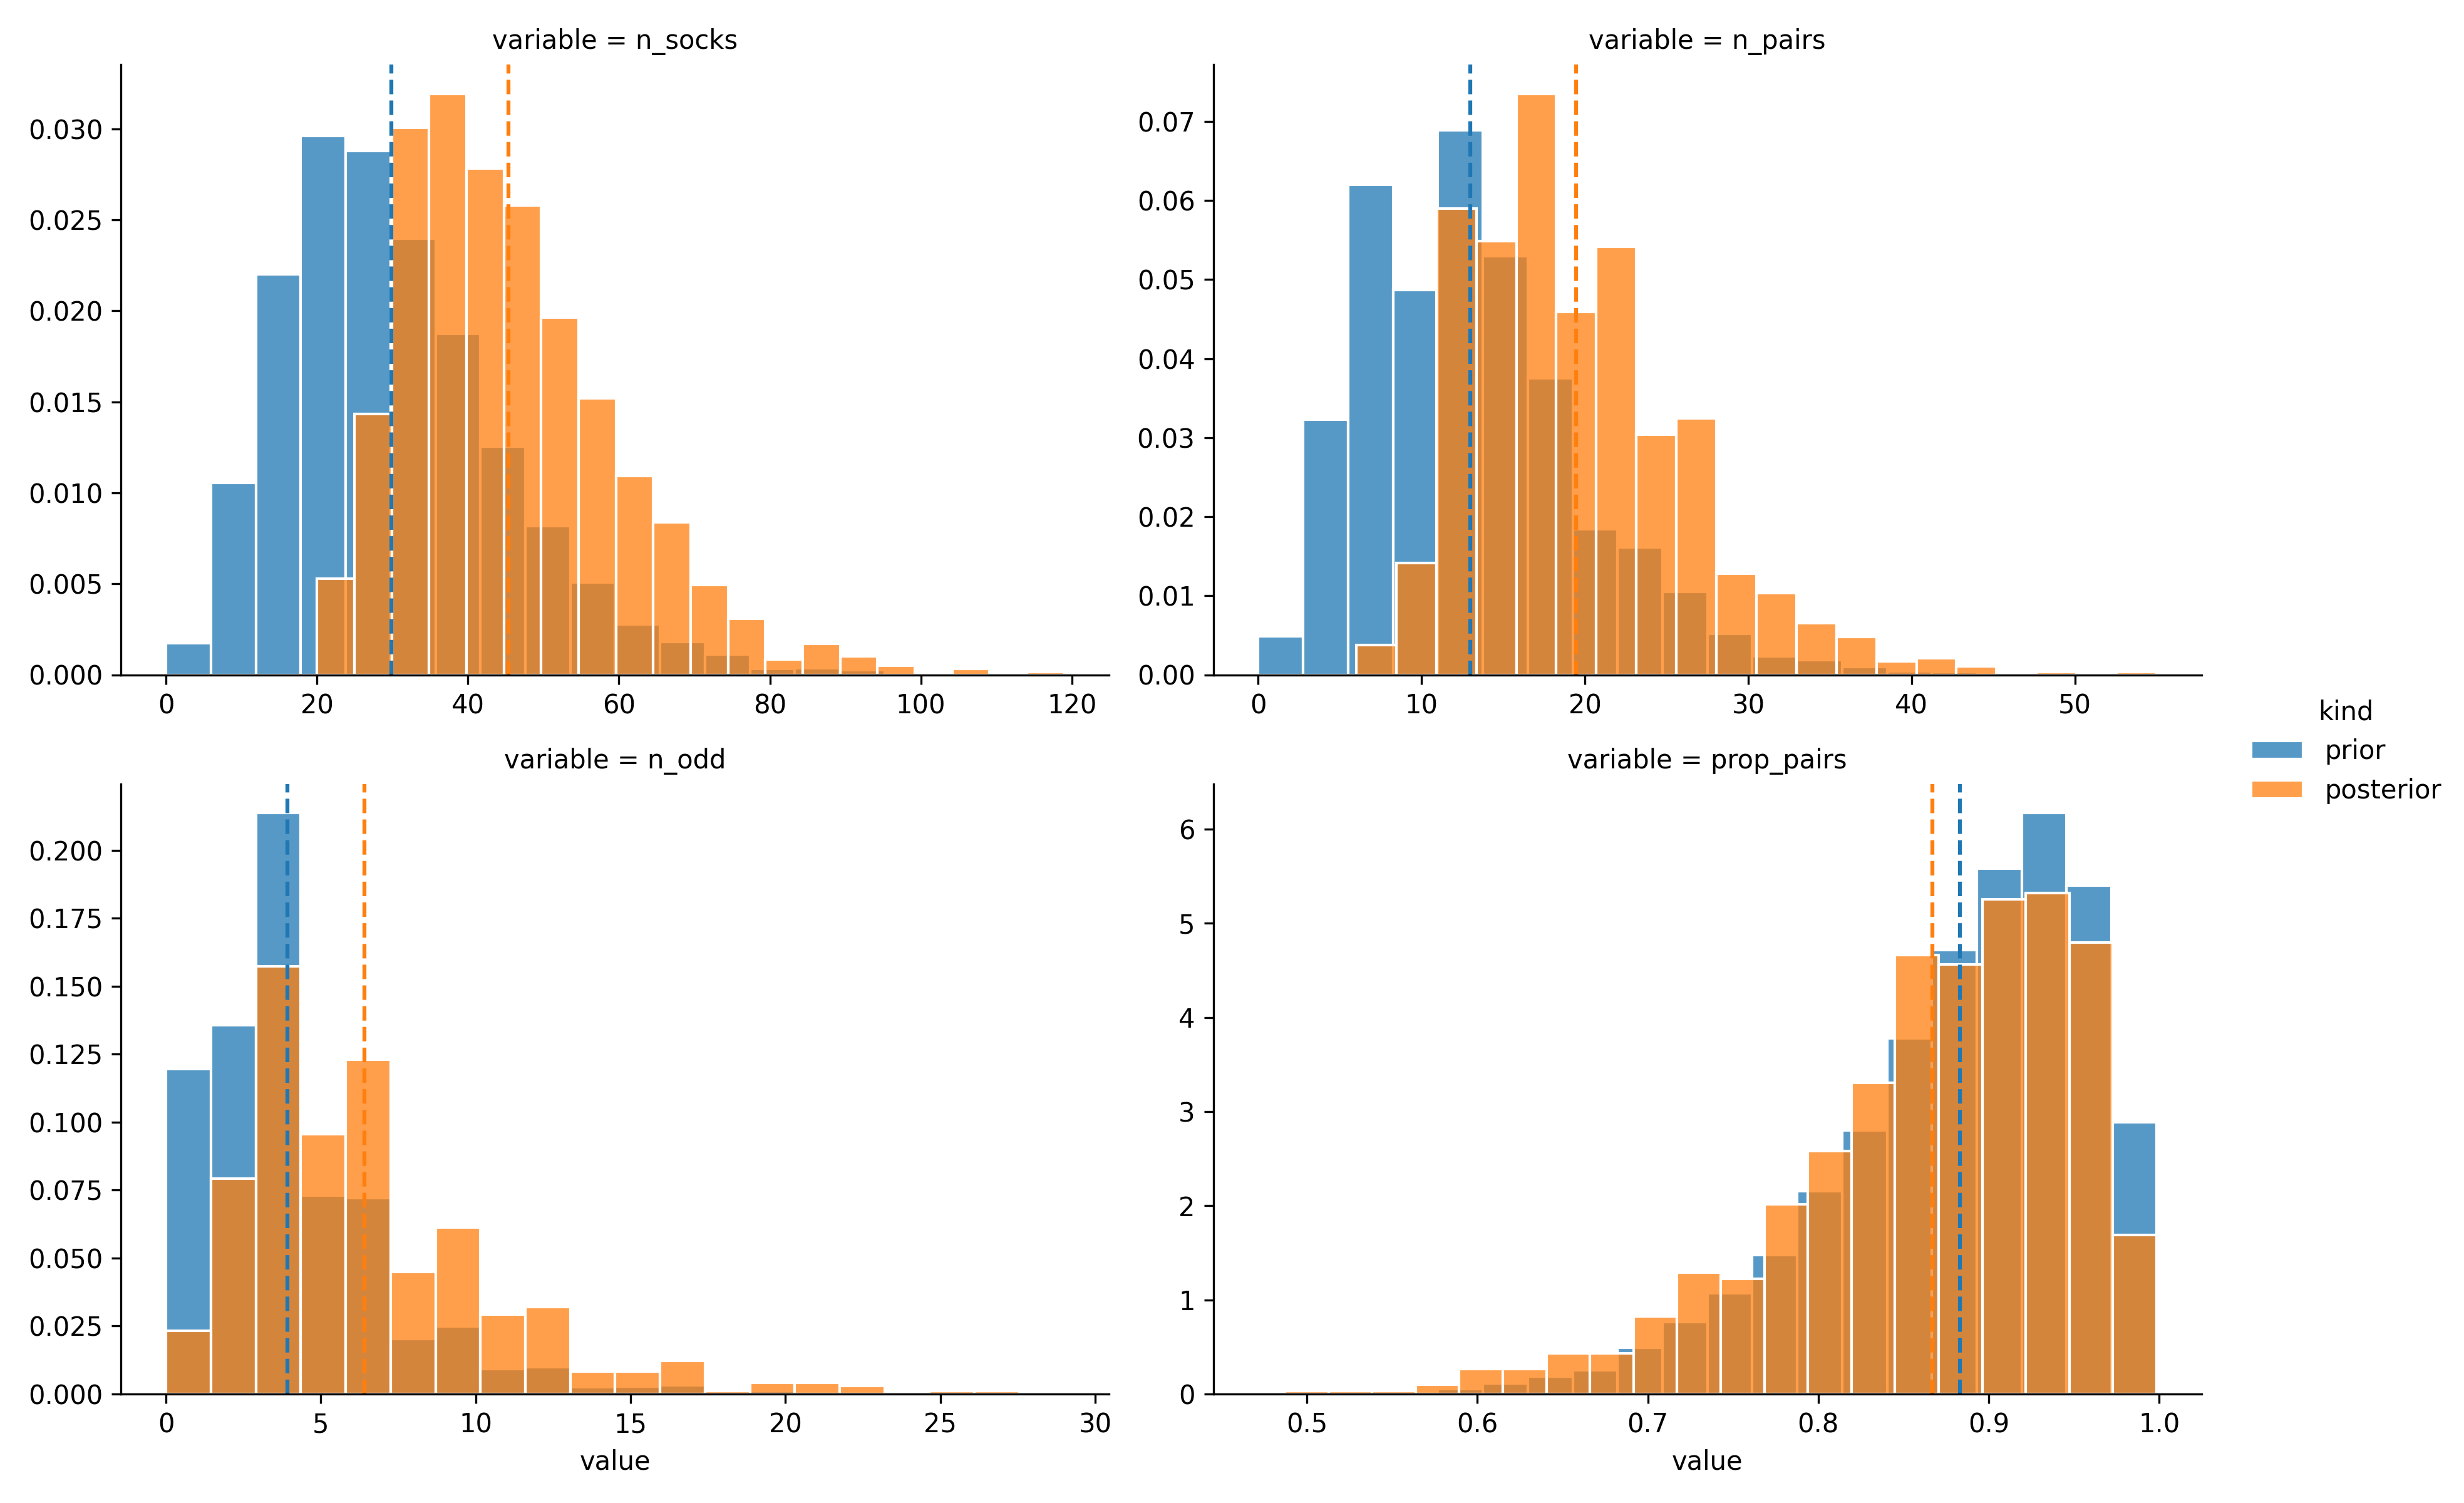 variable = n_socks
0.030
0.025
0.020
0.015
0.010
0.005
0.000
0 20 40 60 80 100 120
variable = n_pairs
0.07
0.06
0.05
0.04
0.03
0.02
0.01
0.00
0 10 20 30 40 50
kind
prior
posterior
variable = n_odd
0.200
0.175
0.150
0.125
0.100
0.075
0.050
0.025
0.000
0 5 10 15 20 25 30
value
variable = prop_pairs
6
5
4
3
2
1
0
0.5 0.6 0.7 0.8 0.9 1.0
value